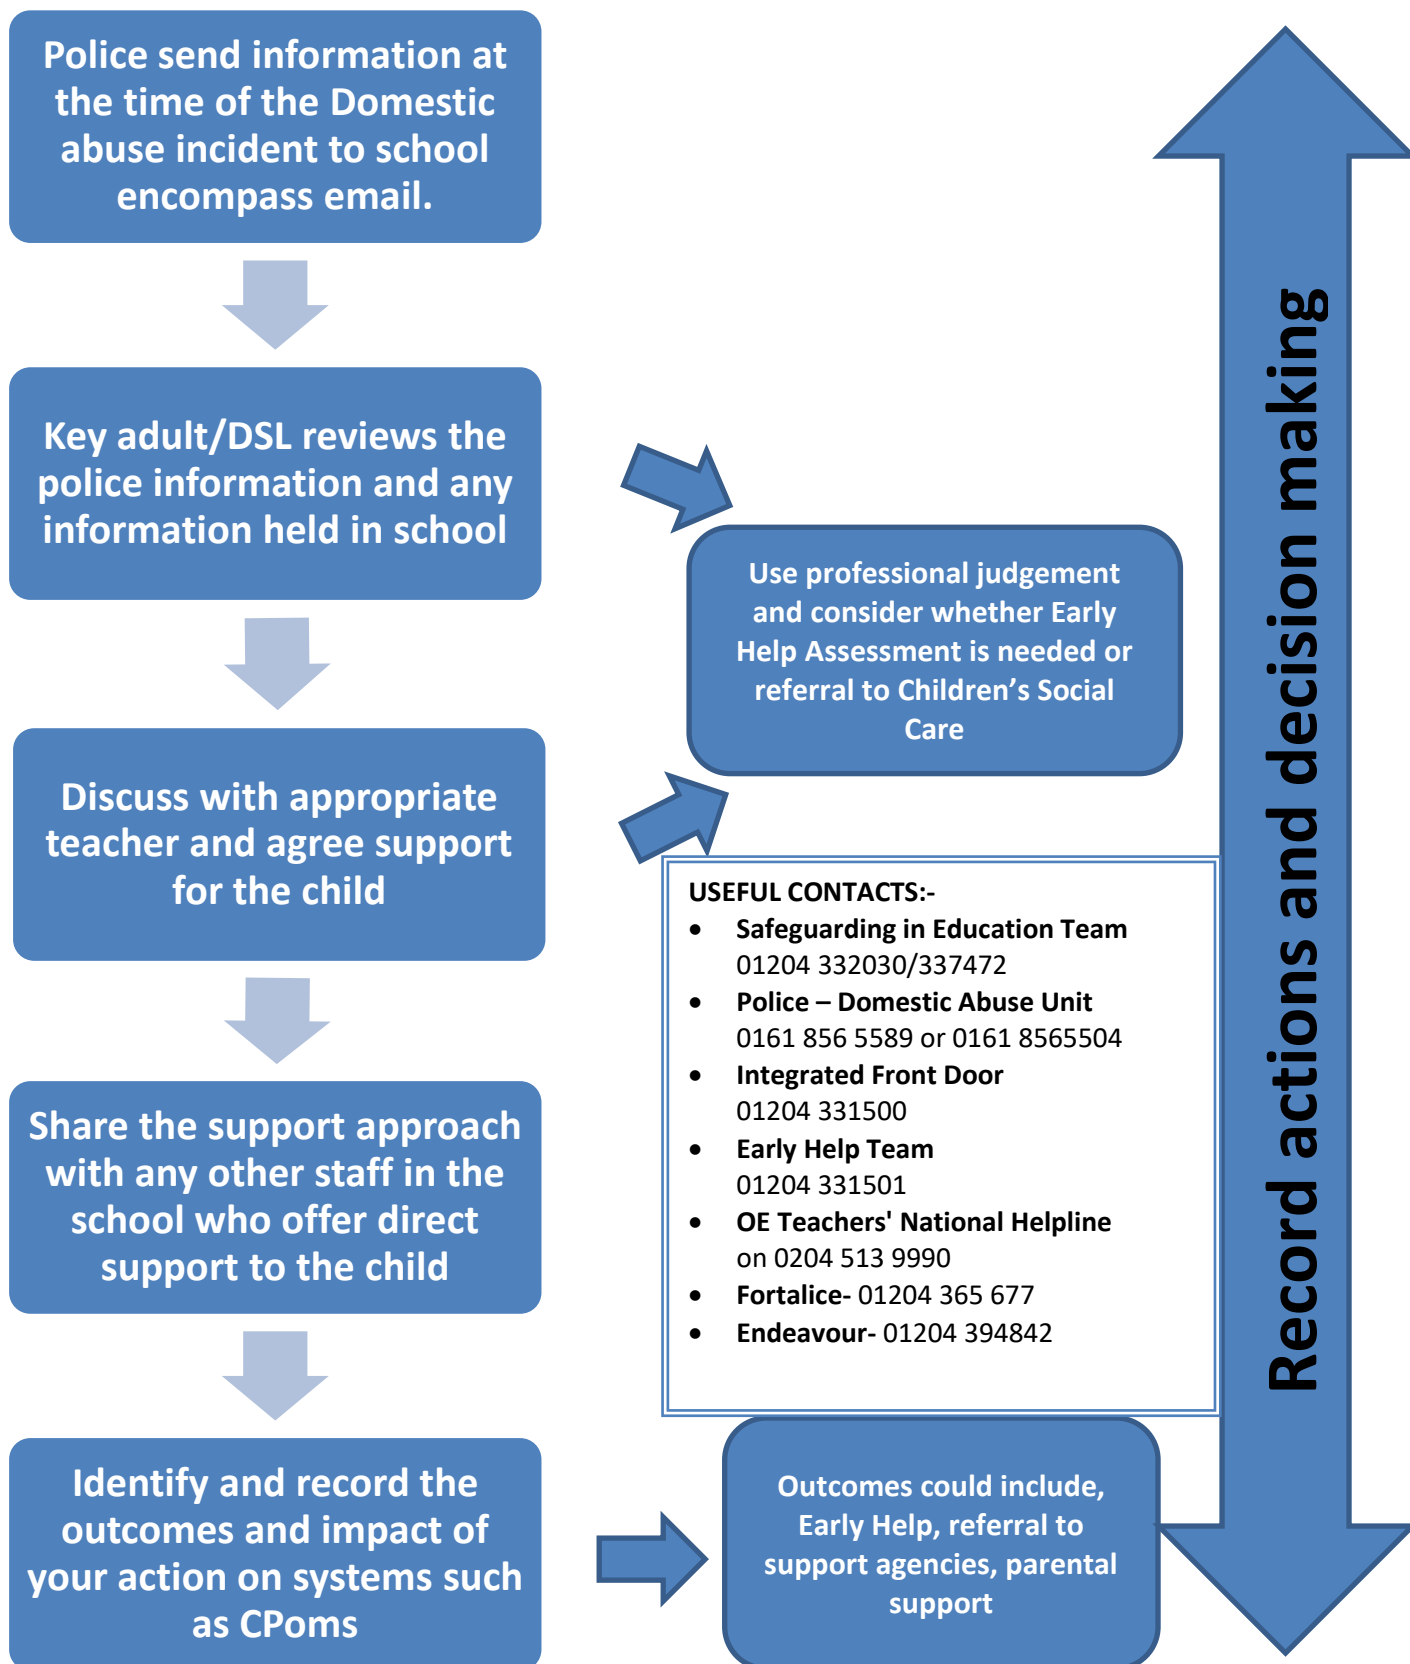 Police send information at
the time of the Domestic
abuse incident to school
encompass email.
Key adult/DSL reviews the
police information and any
information held in school
Use professional judgement
and consider whether Early
Help Assessment is needed or
referral to Children’s Social
Care
Discuss with appropriate
teacher and agree support
for the child
USEFUL CONTACTS:-
• Safeguarding in Education Team
01204 332030/337472
• Police – Domestic Abuse Unit
0161 856 5589 or 0161 8565504
• Integrated Front Door
01204 331500
• Early Help Team
01204 331501
• OE Teachers' National Helpline
on 0204 513 9990
• Fortalice- 01204 365 677
• Endeavour- 01204 394842
Share the support approach
with any other staff in the
school who offer direct
support to the child
Identify and record the
outcomes and impact of
your action on systems such
as CPoms
Outcomes could include,
Early Help, referral to
support agencies, parental
support
Record actions and decision making